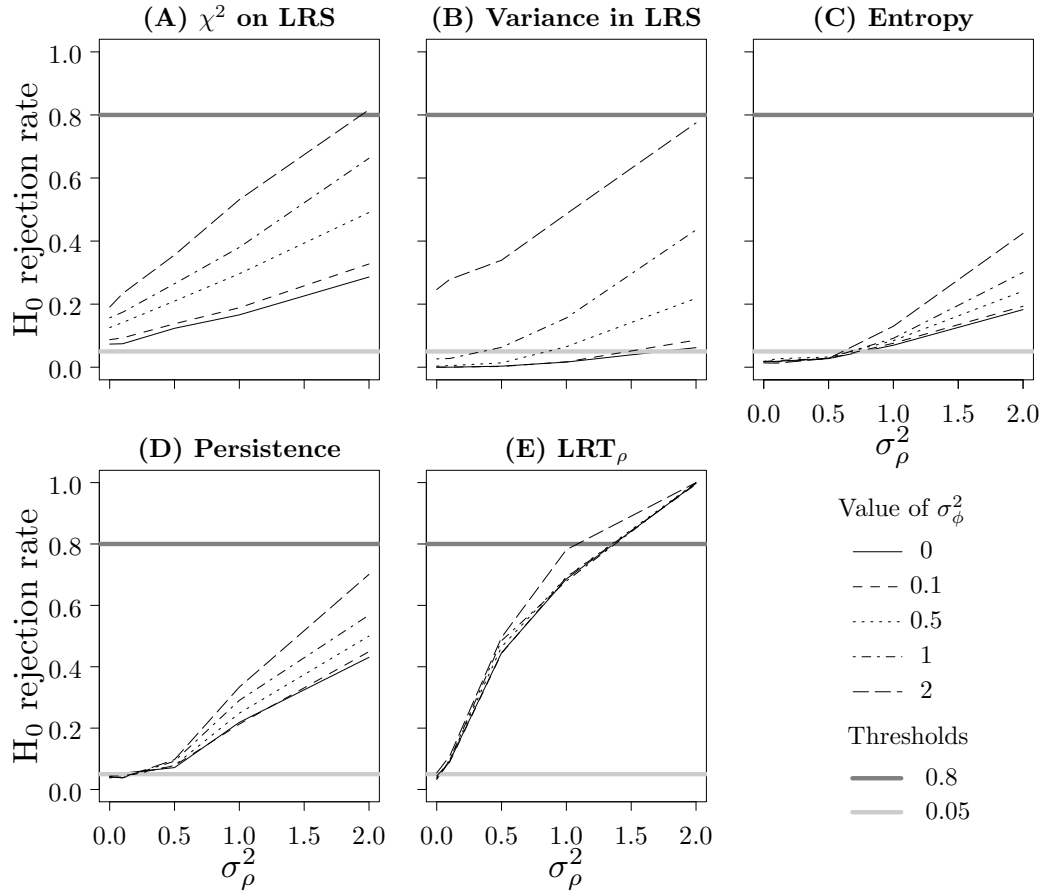 (A) χ² on LRS
(B) Variance in LRS
(C) Entropy
H₀ rejection rate
1.0
0.8
0.6
0.4
0.2
0.0
0.0 0.5 1.0 1.5 2.0
σ²ρ
(D) Persistence
(E) LRTρ
H₀ rejection rate
1.0
0.8
0.6
0.4
0.2
0.0
0.0 0.5 1.0 1.5 2.0
σ²ρ
0.0 0.5 1.0 1.5 2.0
σ²ρ
Value of σ²ϕ
0
0.1
0.5
1
2
Thresholds
0.8
0.05